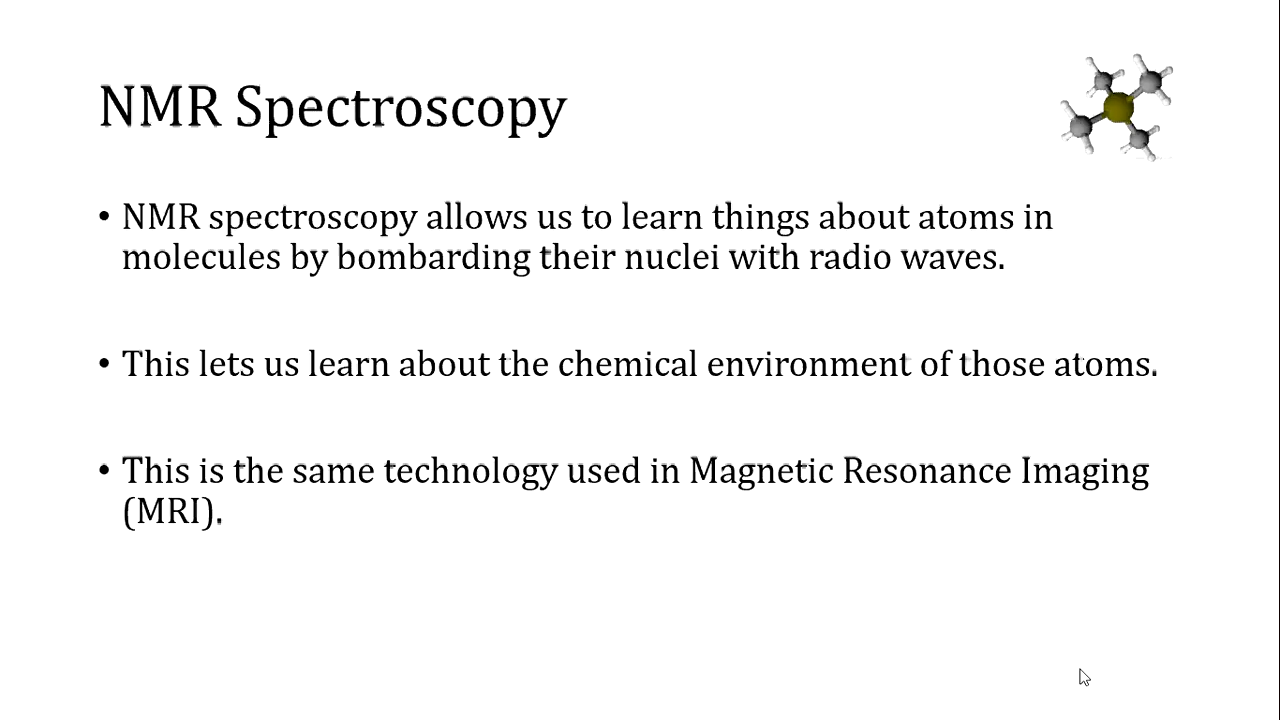 NMR Spectroscopy
• NMR spectroscopy allows us to learn things about atoms in
molecules by bombarding their nuclei with radio waves.
• This lets us learn about the chemical environment of those atoms.
• This is the same technology used in Magnetic Resonance Imaging
(MRI).